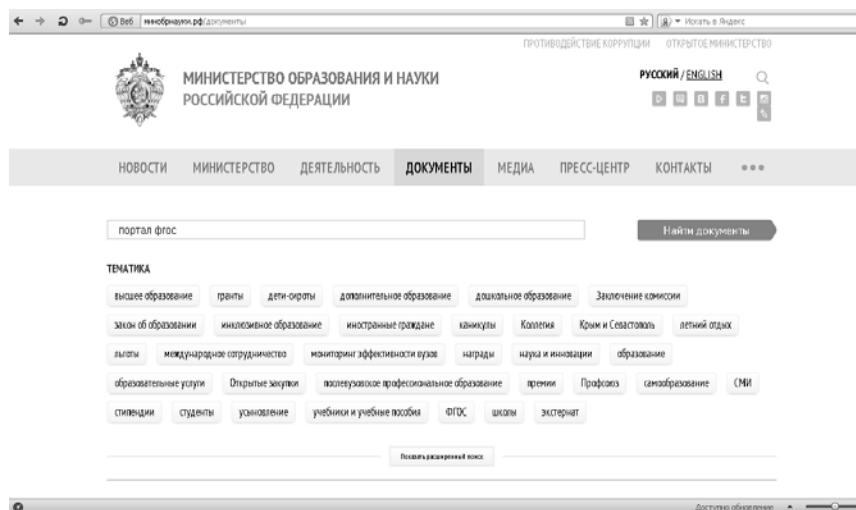 Веб минобрнауки.рф/документы Искать в Яндекс
ПРОТИВОДЕЙСТВИЕ КОРРУПЦИИ ОТКРЫТОЕ МИНИСТЕРСТВО
МИНИСТЕРСТВО ОБРАЗОВАНИЯ И НАУКИ
РОССИЙСКОЙ ФЕДЕРАЦИИ
РУССКИЙ / ENGLISH
НОВОСТИ МИНИСТЕРСТВО ДЕЯТЕЛЬНОСТЬ ДОКУМЕНТЫ МЕДИА ПРЕСС-ЦЕНТР КОНТАКТЫ
портал фгос Найти документы
ТЕМАТИКА
высшее образование гранты дети-сироты дополнительное образование дошкольное образование Заключение комиссии
закон об образовании инклюзивное образование иностранные граждане каникулы Коллегия Крым и Севастополь летний отдых
льготы международное сотрудничество мониторинг эффективности вузов награды наука и инновации образование
образовательные услуги Открытые закупки послевузовское профессиональное образование премии Профсоюз самообразование СМИ
стипендии студенты усыновление учебники и учебные пособия ФГОС школы экстернат
Показать расширенный поиск
Доступно обновление